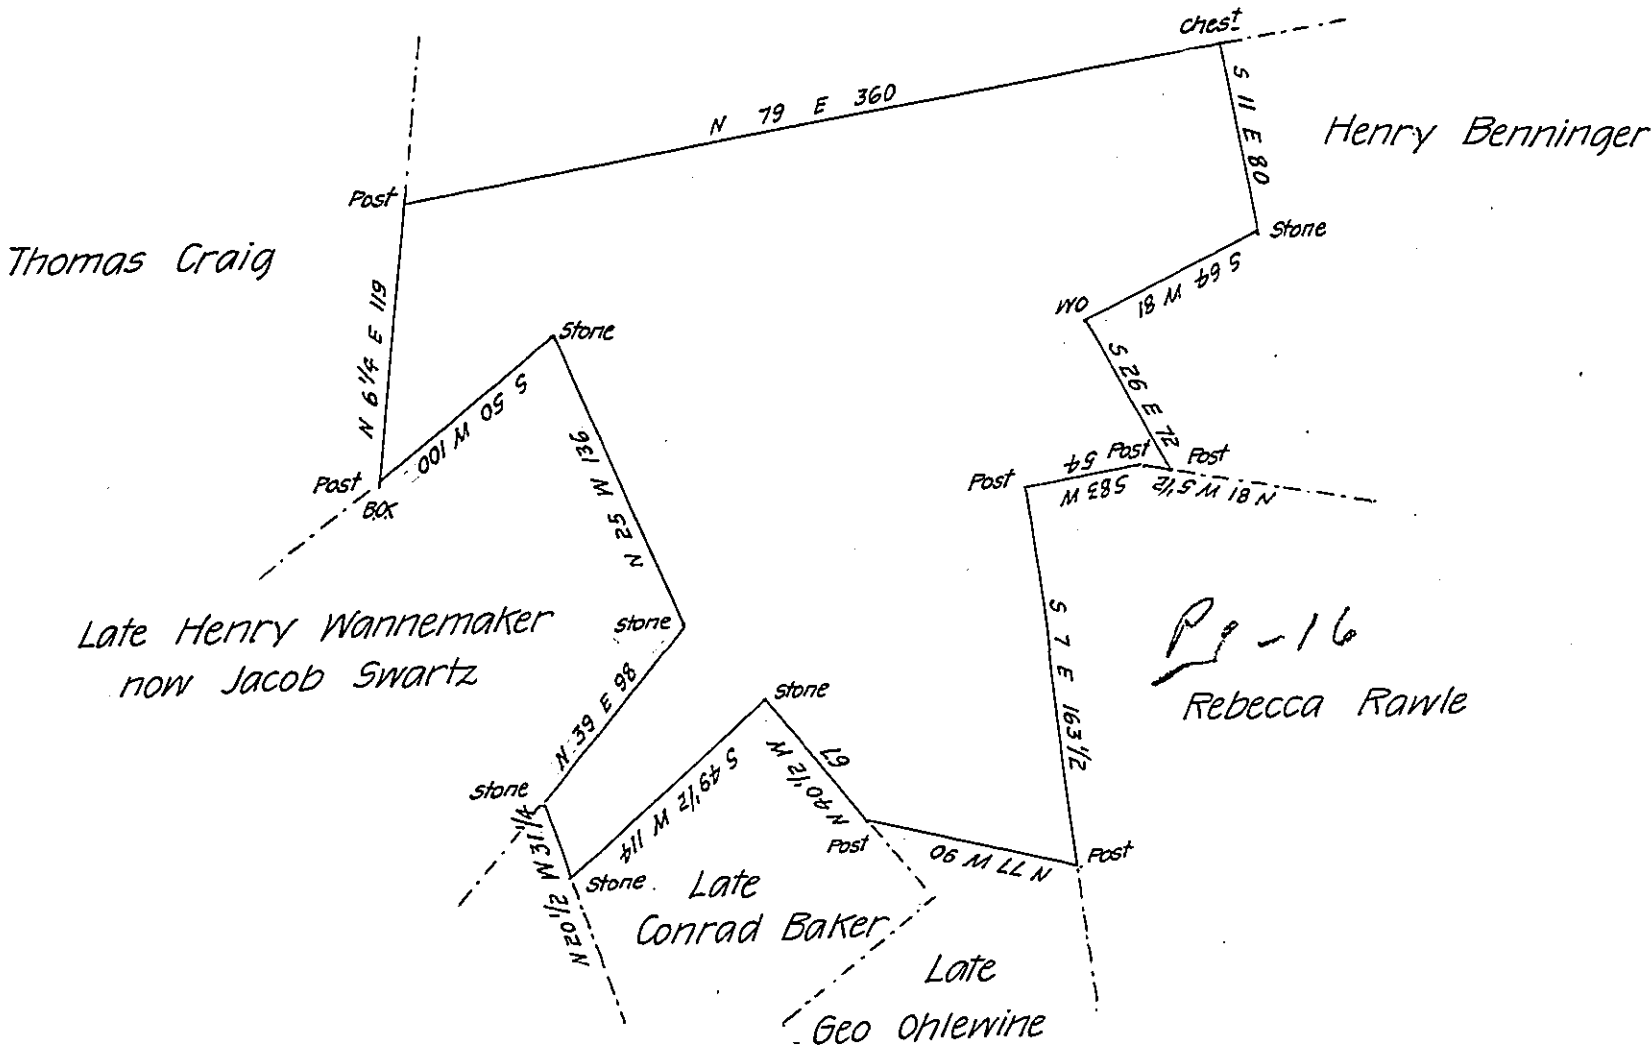 Chest
N 79 E 360
S 11 E 80
Henry Benninger
Post
Thomas Craig
Stone
S 64 W 81
N 6 1/4 E 119
WO
Stone
S 26 E 72
S 50 W 100
N 25 W 136
Post
BOK
Post
S 83 W 54
Post
Post
N 81 W 5 1/2
Late Henry Wannemaker
now Jacob Swartz
Stone
S 7 E 163 1/2
Pg-16
Rebecca Rawle
N 39 E 98
Stone
S 49 1/2 W 114
N 40 1/2 W 67
Stone
N 20 1/2 W 31 1/4
Post
N 77 W 90
Post
Stone
Late
Conrad Baker
Late
Geo Ohlewine